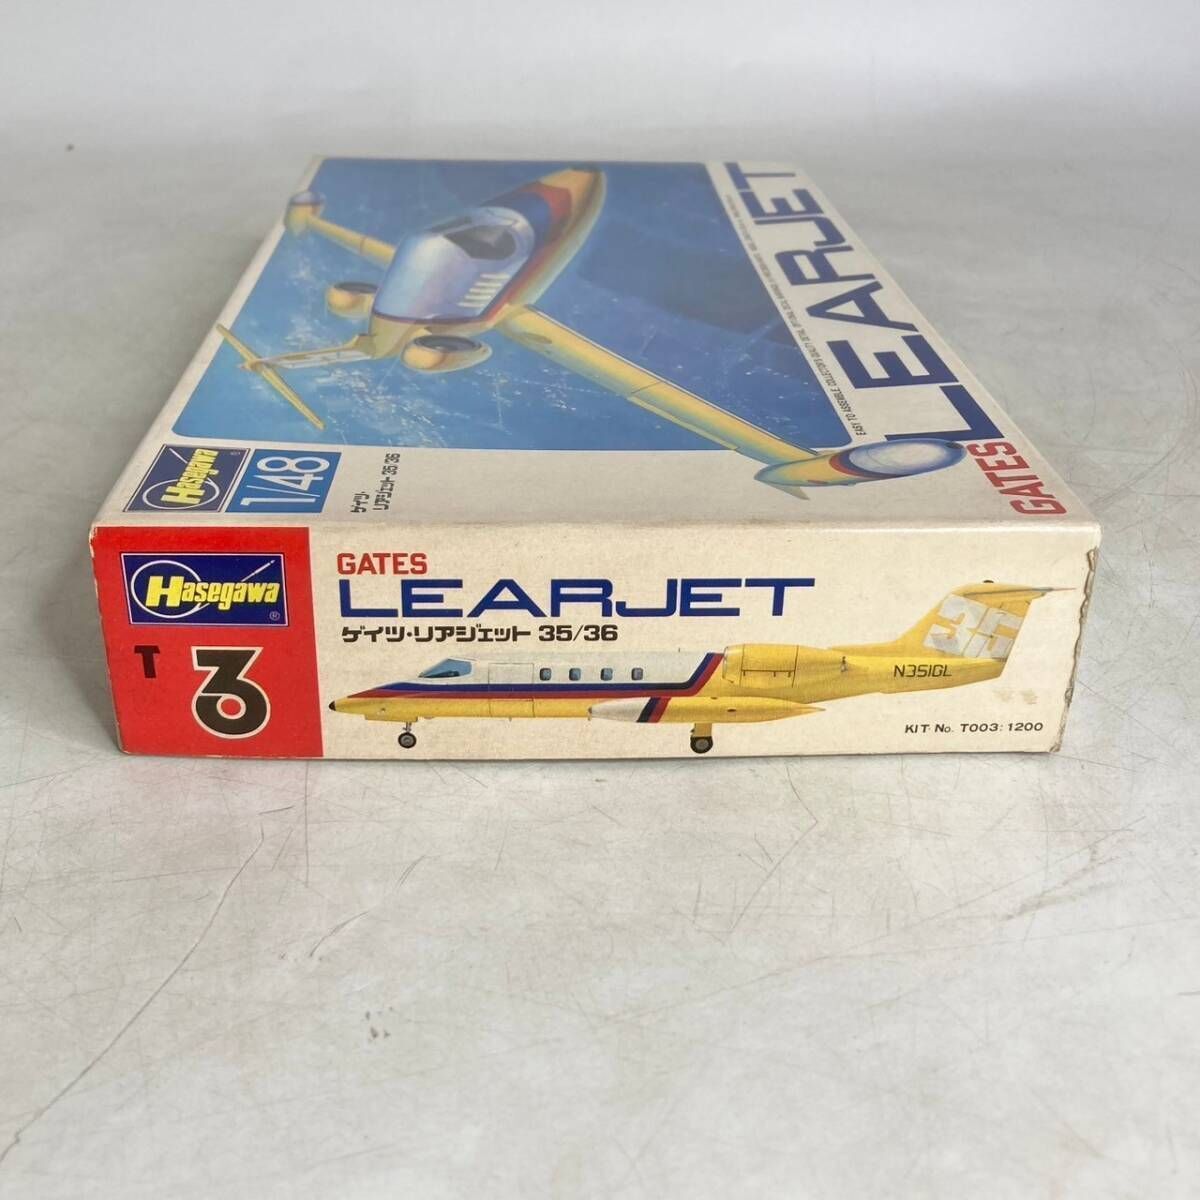 GATES LEARJET
Hasegawa
1/48
ゲイツ・
リアジェット 35/36
Hasegawa®
T
3
GATES
LEARJET
ゲイツ・リアジェット 35/36
36
N351GL
KIT No. T003: 1200